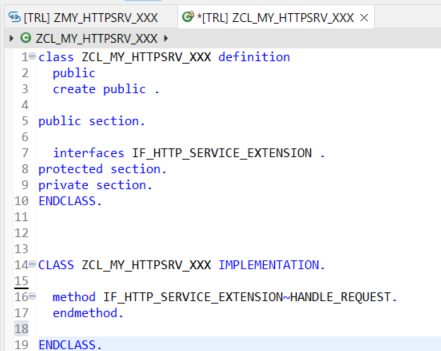 [TRL] ZMY_HTTPSRV_XXX *[TRL] ZCL_MY_HTTPSRV_XXX
ZCL_MY_HTTPSRV_XXX
1 class ZCL_MY_HTTPSRV_XXX definition
2 public
3 create public .
4
5 public section.
6
7 interfaces IF_HTTP_SERVICE_EXTENSION .
8 protected section.
9 private section.
10 ENDCLASS.
11
12
13
14 CLASS ZCL_MY_HTTPSRV_XXX IMPLEMENTATION.
15
16 method IF_HTTP_SERVICE_EXTENSION~HANDLE_REQUEST.
17 endmethod.
18
19 ENDCLASS.